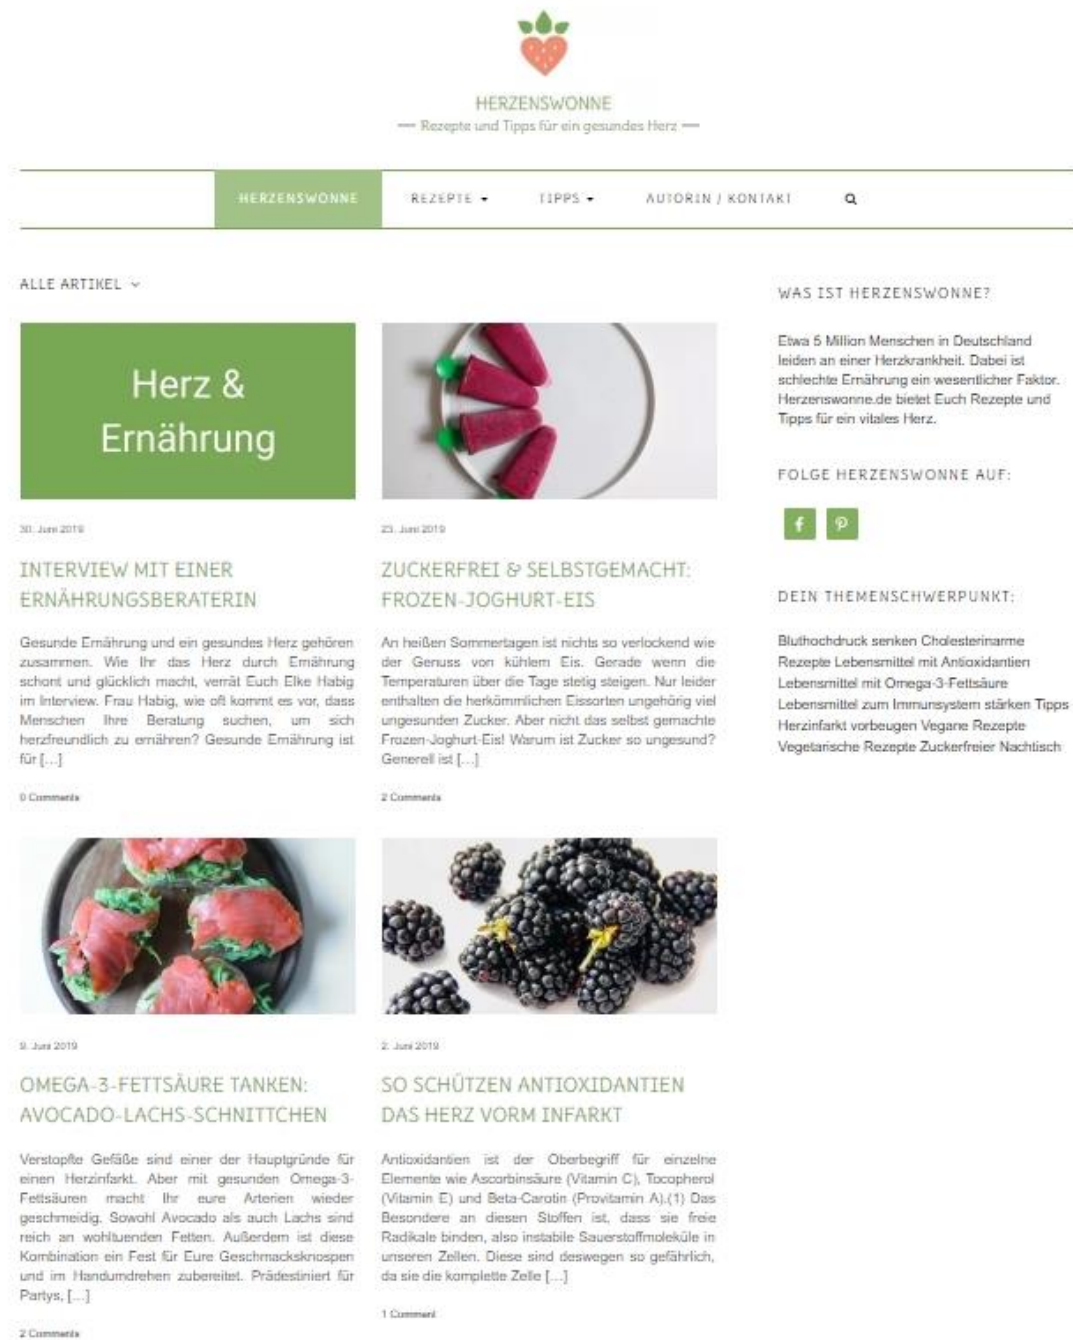 HERZENSWONNE
Rezepte und Tipps für ein gesundes Herz
HERZENSWONNE
REZEPTE
TIPPS
AUTORIN / KONTAKT
ALLE ARTIKEL
Herz &
Ernährung
30. Juni 2019
INTERVIEW MIT EINER
ERNÄHRUNGSBERATERIN
Gesunde Ernährung und ein gesundes Herz gehören
zusammen. Wie Ihr das Herz durch Ernährung
schont und glücklich macht, verrät Euch Elke Habig
im Interview. Frau Habig, wie oft kommt es vor, dass
Menschen Ihre Beratung suchen, um sich
herzfreundlich zu ernähren? Gesunde Ernährung ist
für [...]
0 Comments
23. Juni 2019
ZUCKERFREI & SELBSTGEMACHT:
FROZEN-JOGHURT-EIS
An heißen Sommertagen ist nichts so verlockend wie
der Genuss von kühlem Eis. Gerade wenn die
Temperaturen über die Tage stetig steigen. Nur leider
enthalten die herkömmlichen Eissorten ungehörig viel
ungesunden Zucker. Aber nicht das selbst gemachte
Frozen-Joghurt-Eis! Warum ist Zucker so ungesund?
Generell ist [...]
2 Comments
9. Juni 2019
OMEGA-3-FETTSÄURE TANKEN:
AVOCADO-LACHS-SCHNITTCHEN
Verstopfte Gefäße sind einer der Hauptgründe für
einen Herzinfarkt. Aber mit gesunden Omega-3-
Fettsäuren macht Ihr eure Arterien wieder
geschmeidig. Sowohl Avocado als auch Lachs sind
reich an wohltuenden Fetten. Außerdem ist diese
Kombination ein Fest für Eure Geschmacksknospen
und im Handumdrehen zubereitet. Prädestiniert für
Partys, [...]
2 Comments
2. Juni 2019
SO SCHÜTZEN ANTIOXIDANTIEN
DAS HERZ VORM INFARKT
Antioxidantien ist der Oberbegriff für einzelne
Elemente wie Ascorbinsäure (Vitamin C), Tocopherol
(Vitamin E) und Beta-Carotin (Provitamin A).(1) Das
Besondere an diesen Stoffen ist, dass sie freie
Radikale binden, also instabile Sauerstoffmoleküle in
unseren Zellen. Diese sind deswegen so gefährlich,
da sie die komplette Zelle [...]
1 Comment
WAS IST HERZENSWONNE?
Etwa 5 Million Menschen in Deutschland
leiden an einer Herzkrankheit. Dabei ist
schlechte Ernährung ein wesentlicher Faktor.
Herzenswonne.de bietet Euch Rezepte und
Tipps für ein vitales Herz.
FOLGE HERZENSWONNE AUF:
DEIN THEMENSCHWERPUNKT:
Bluthochdruck senken Cholesterinarme
Rezepte Lebensmittel mit Antioxidantien
Lebensmittel mit Omega-3-Fettsäure
Lebensmittel zum Immunsystem stärken Tipps
Herzinfarkt vorbeugen Vegane Rezepte
Vegetarische Rezepte Zuckerfreier Nachtisch